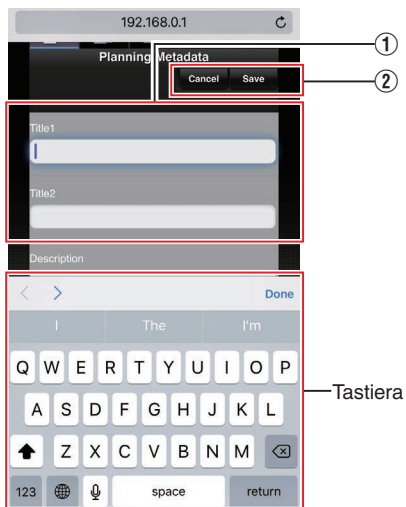 192.168.0.1
①
Planning Metadata
Cancel Save
②
Title1
Title2
Description
Done
I The I'm
Q W E R T Y U I O P
A S D F G H J K L
Tastiera
Z X C V B N M
123 space return